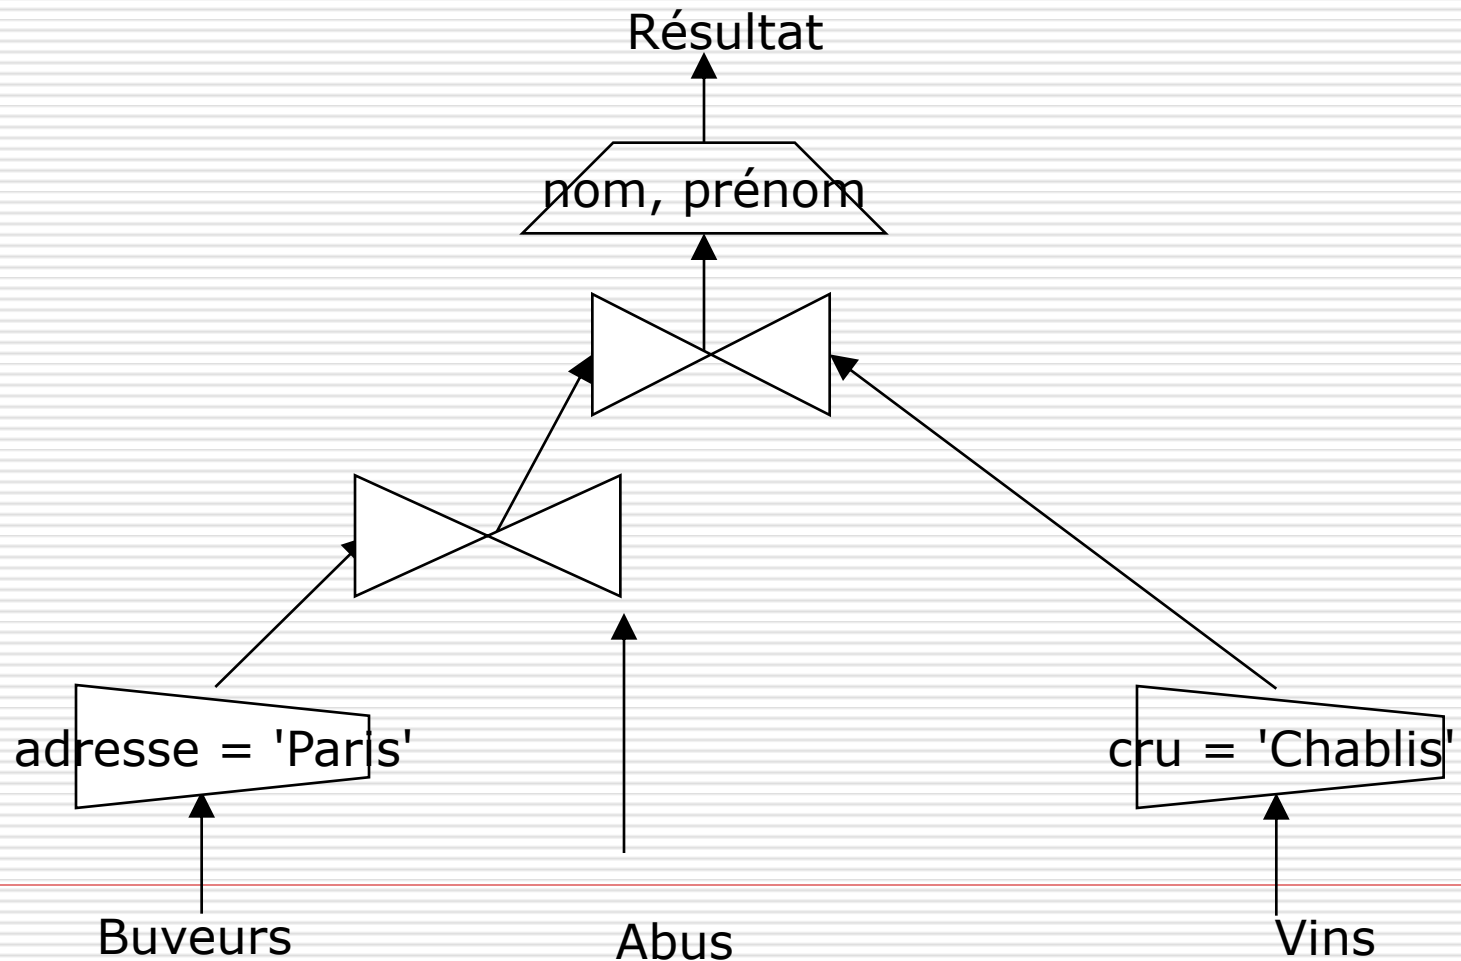 Résultat
nom, prénom
adresse = 'Paris'
cru = 'Chablis'
Buveurs
Abus
Vins